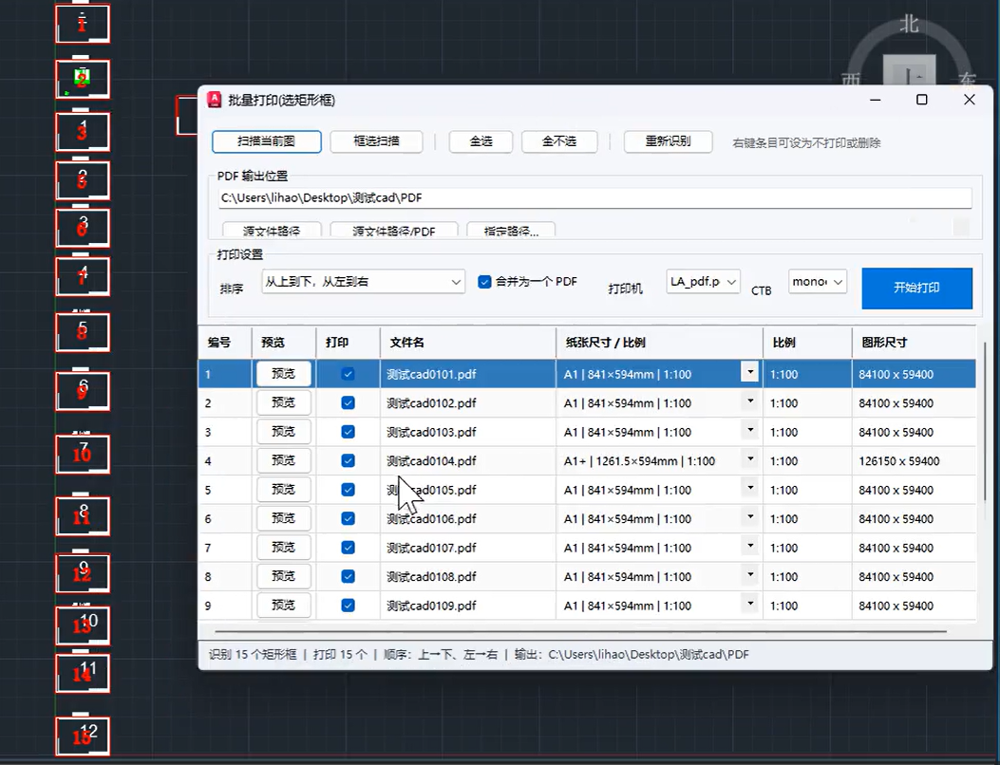 北
西
东
1
2
1
3
2
5
3
6
4
7
5
8
6
9
7
10
8
11
9
12
10
13
11
14
12
15
批量打印(选矩形框)
扫描当前图 框选扫描 全选 全不选 重新识别 右键条目可设为不打印或删除
PDF 输出位置
C:\Users\lihao\Desktop\测试cad\PDF
源文件路径 源文件路径/PDF 指定路径...
打印设置
排序 从上到下，从左到右 合并为一个 PDF 打印机 LA_pdf.p CTB mono 开始打印
编号 预览 打印 文件名 纸张尺寸 / 比例 比例 图形尺寸
1 预览 测试cad0101.pdf A1 | 841×594mm | 1:100 1:100 84100 x 59400
2 预览 测试cad0102.pdf A1 | 841×594mm | 1:100 1:100 84100 x 59400
3 预览 测试cad0103.pdf A1 | 841×594mm | 1:100 1:100 84100 x 59400
4 预览 测试cad0104.pdf A1+ | 1261.5×594mm | 1:100 1:100 126150 x 59400
5 预览 测cad0105.pdf A1 | 841×594mm | 1:100 1:100 84100 x 59400
6 预览 测试cad0106.pdf A1 | 841×594mm | 1:100 1:100 84100 x 59400
7 预览 测试cad0107.pdf A1 | 841×594mm | 1:100 1:100 84100 x 59400
8 预览 测试cad0108.pdf A1 | 841×594mm | 1:100 1:100 84100 x 59400
9 预览 测试cad0109.pdf A1 | 841×594mm | 1:100 1:100 84100 x 59400
识别 15 个矩形框 | 打印 15 个 | 顺序：上→下、左→右 | 输出：C:\Users\lihao\Desktop\测试cad\PDF